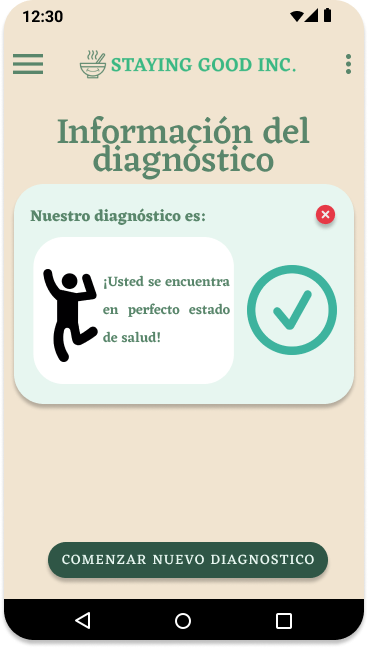 12:30
STAYING GOOD INC.
Información del
diagnóstico
Nuestro diagnóstico es:
¡Usted se encuentra
en perfecto estado
de salud!
COMENZAR NUEVO DIAGNOSTICO